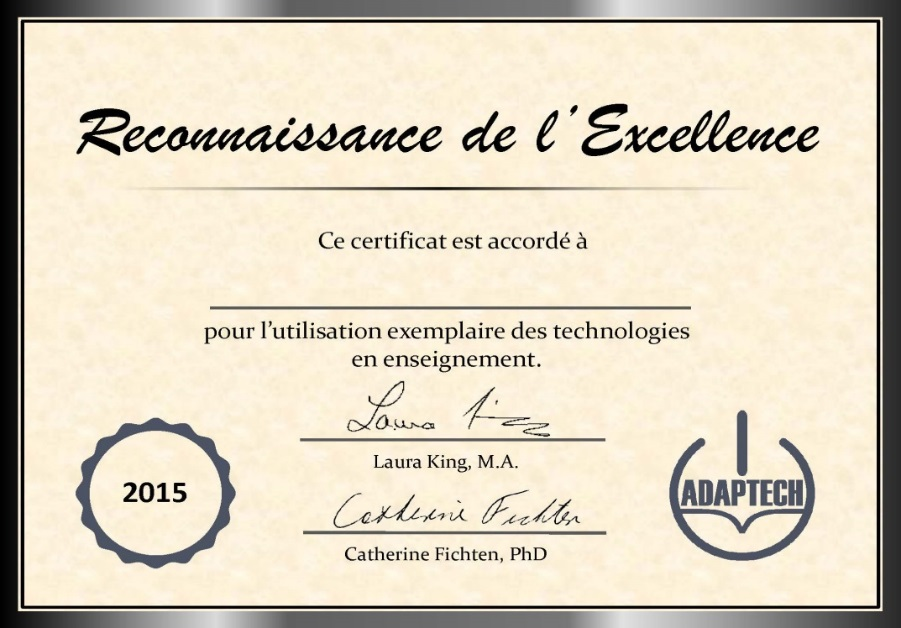 Reconnaissance de l'Excellence
Ce certificat est accordé à
pour l'utilisation exemplaire des technologies
en enseignement.
Laura King
Laura King, M.A.
Catherine Fichten
Catherine Fichten, PhD
2015
ADAPTECH